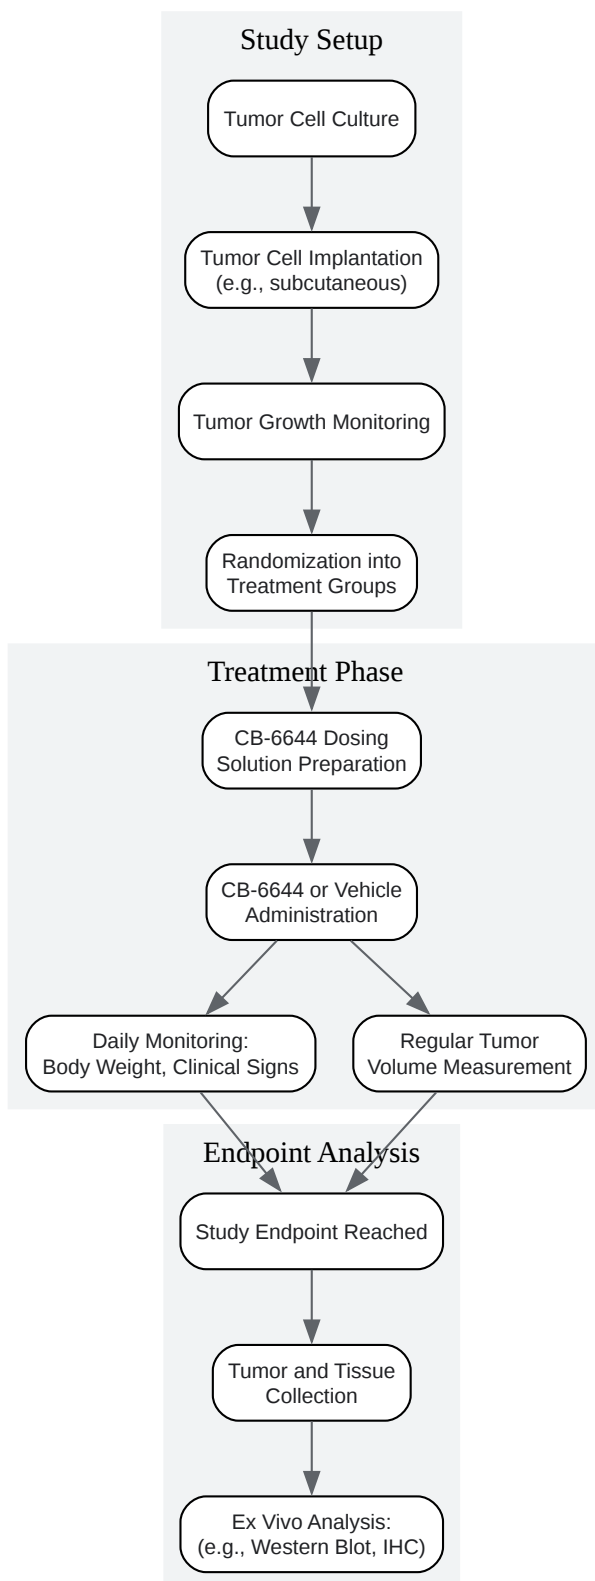 Study Setup
Tumor Cell Culture
Tumor Cell Implantation
(e.g., subcutaneous)
Tumor Growth Monitoring
Randomization into
Treatment Groups
Treatment Phase
CB-6644 Dosing
Solution Preparation
CB-6644 or Vehicle
Administration
Daily Monitoring:
Body Weight, Clinical Signs
Regular Tumor
Volume Measurement
Endpoint Analysis
Study Endpoint Reached
Tumor and Tissue
Collection
Ex Vivo Analysis:
(e.g., Western Blot, IHC)